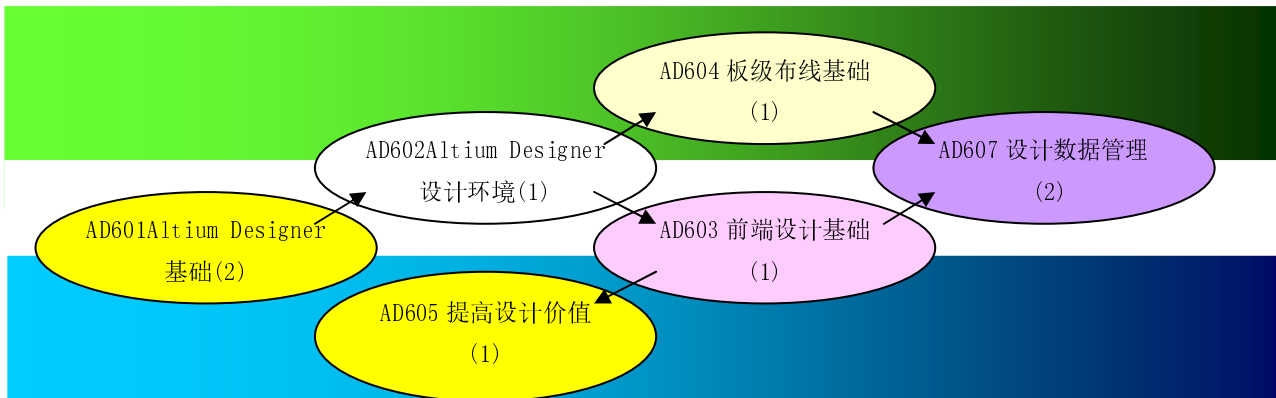 AD604 板级布线基础
(1)
AD602Altium Designer
设计环境(1)
AD607 设计数据管理
(2)
AD601Altium Designer
基础(2)
AD603 前端设计基础
(1)
AD605 提高设计价值
(1)